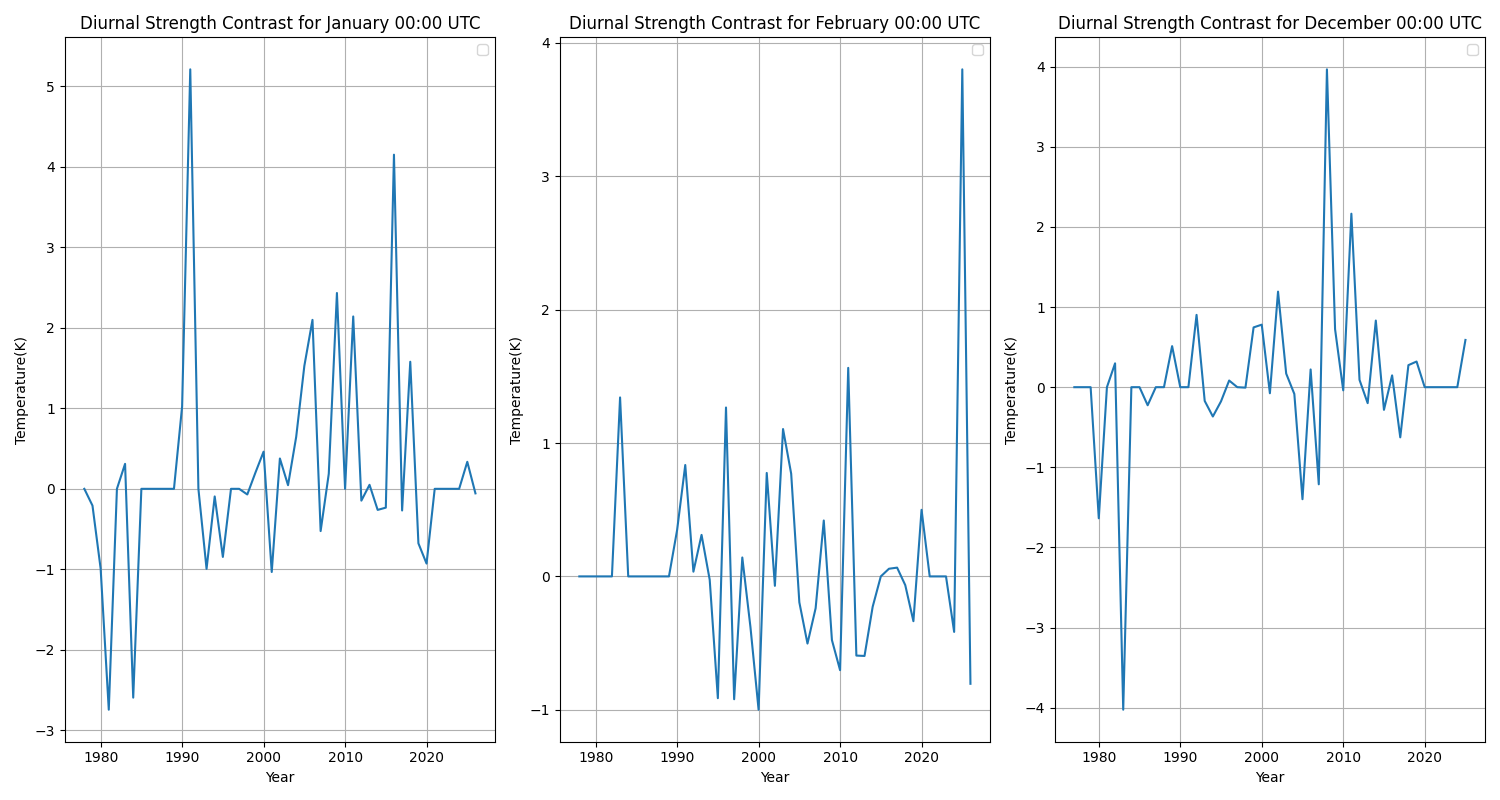 Diurnal Strength Contrast for January 00:00 UTC
5
4
3
2
1
0
−1
−2
−3
Temperature(K)
1980 1990 2000 2010 2020
Year
Diurnal Strength Contrast for February 00:00 UTC
4
3
2
1
0
−1
Temperature(K)
1980 1990 2000 2010 2020
Year
Diurnal Strength Contrast for December 00:00 UTC
4
3
2
1
0
−1
−2
−3
−4
Temperature(K)
1980 1990 2000 2010 2020
Year